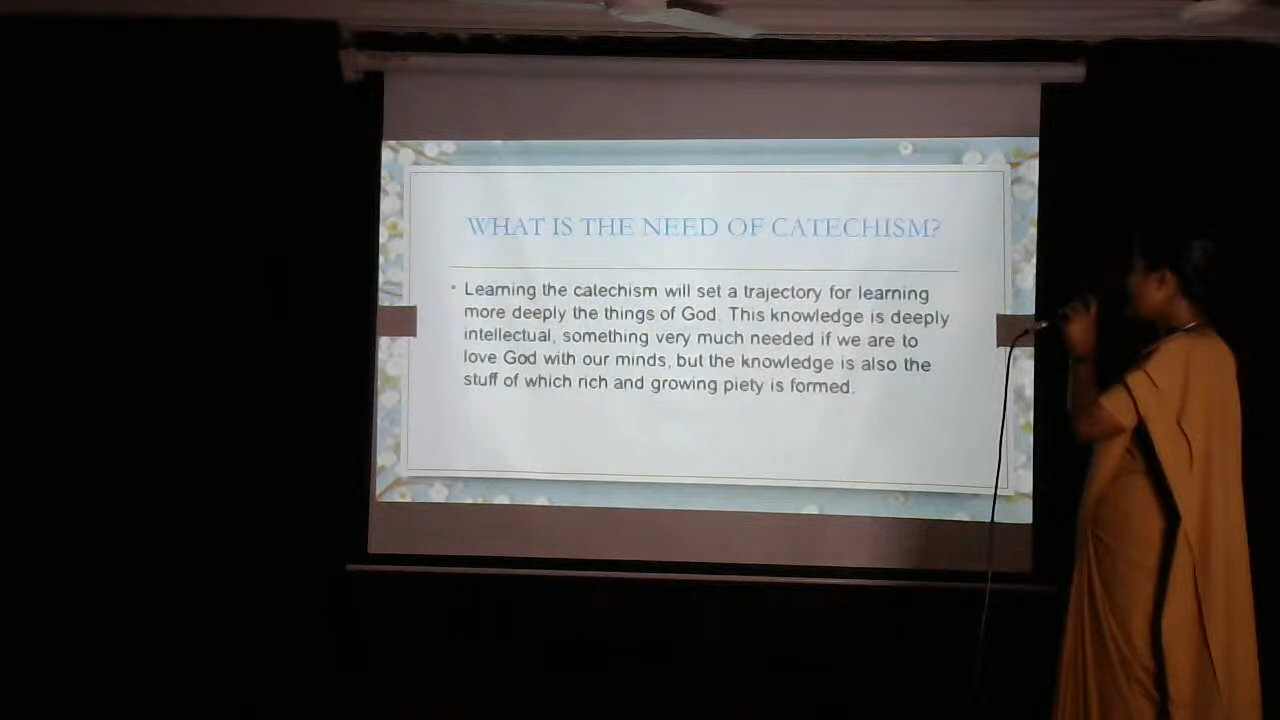 WHAT IS THE NEED OF CATECHISM?
• Learning the catechism will set a trajectory for learning
more deeply the things of God. This knowledge is deeply
intellectual, something very much needed if we are to
love God with our minds, but the knowledge is also the
stuff of which rich and growing piety is formed.